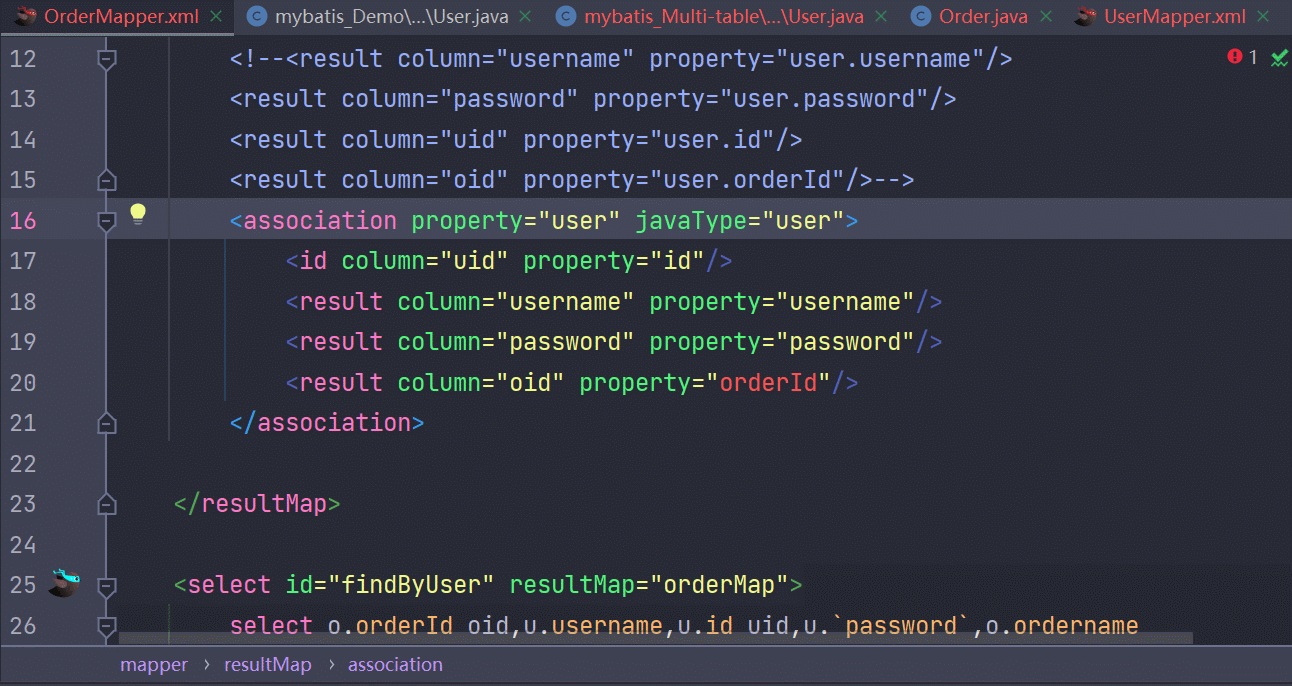 OrderMapper.xml mybatis_Demo\...\User.java mybatis_Multi-table\...\User.java Order.java UserMapper.xml
12 <!--<result column="username" property="user.username"/> 1
13 <result column="password" property="user.password"/>
14 <result column="uid" property="user.id"/>
15 <result column="oid" property="user.orderId"/>-->
16 <association property="user" javaType="user">
17 <id column="uid" property="id"/>
18 <result column="username" property="username"/>
19 <result column="password" property="password"/>
20 <result column="oid" property="orderId"/>
21 </association>
22
23 </resultMap>
24
25 <select id="findByUser" resultMap="orderMap">
26 select o.orderId oid,u.username,u.id uid,u.`password`,o.ordername
mapper › resultMap › association